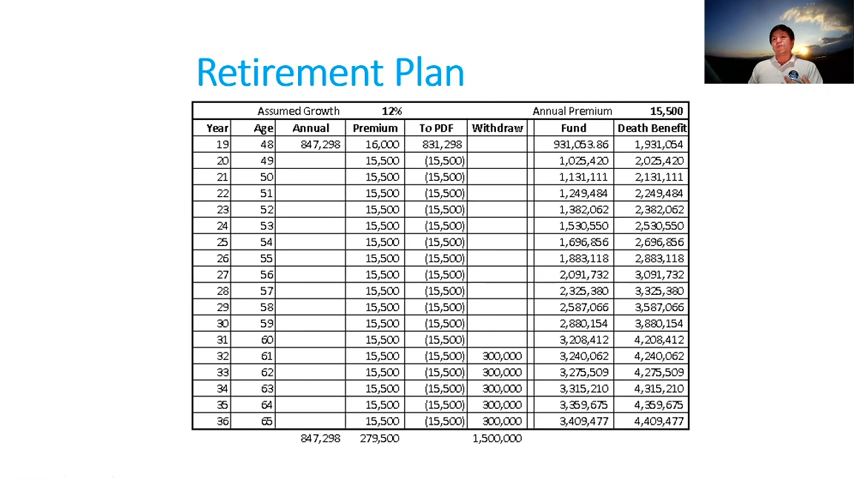 Retirement Plan
Assumed Growth 12% Annual Premium 15,500
Year Age Annual Premium To PDF Withdraw Fund Death Benefit
19 48 847,298 16,000 831,298 931,053.86 1,931,054
20 49 15,500 (15,500) 1,025,420 2,025,420
21 50 15,500 (15,500) 1,131,111 2,131,111
22 51 15,500 (15,500) 1,249,484 2,249,484
23 52 15,500 (15,500) 1,382,062 2,382,062
24 53 15,500 (15,500) 1,530,550 2,530,550
25 54 15,500 (15,500) 1,696,856 2,696,856
26 55 15,500 (15,500) 1,883,118 2,883,118
27 56 15,500 (15,500) 2,091,732 3,091,732
28 57 15,500 (15,500) 2,325,380 3,325,380
29 58 15,500 (15,500) 2,587,066 3,587,066
30 59 15,500 (15,500) 2,880,154 3,880,154
31 60 15,500 (15,500) 3,208,412 4,208,412
32 61 15,500 (15,500) 300,000 3,240,062 4,240,062
33 62 15,500 (15,500) 300,000 3,275,509 4,275,509
34 63 15,500 (15,500) 300,000 3,315,210 4,315,210
35 64 15,500 (15,500) 300,000 3,359,675 4,359,675
36 65 15,500 (15,500) 300,000 3,409,477 4,409,477
847,298 279,500 1,500,000